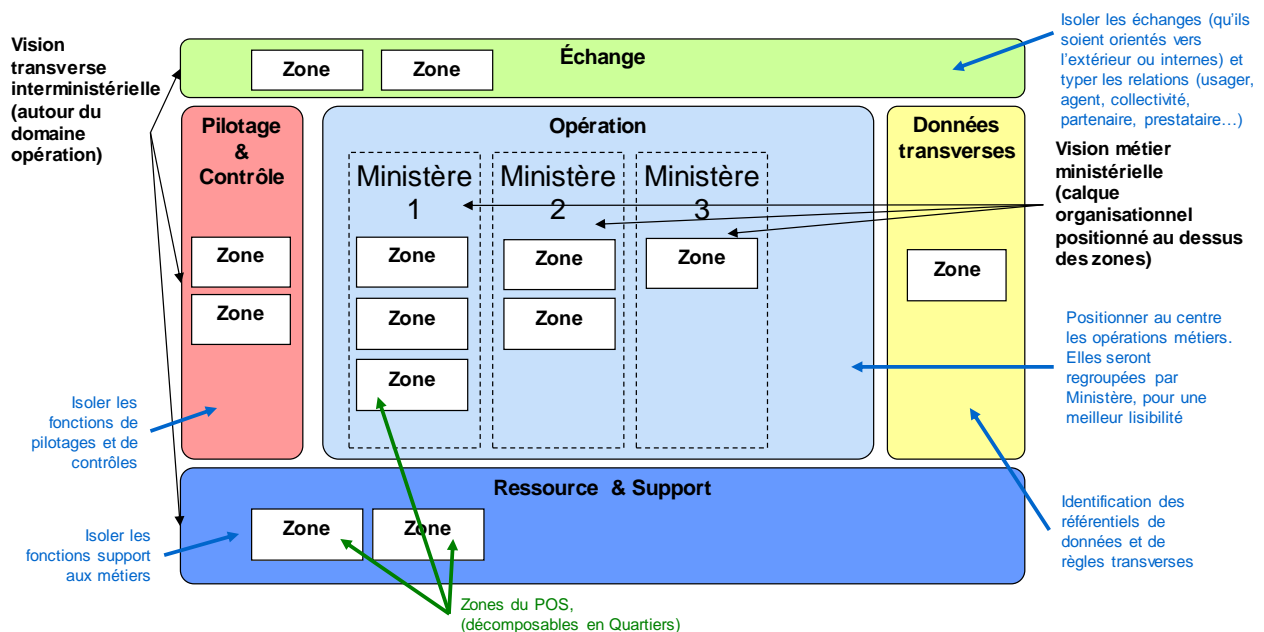 Vision
transverse
interministérielle
(autour du
domaine
opération)
Échange
Zone
Zone
Isoler les échanges (qu'ils
soient orientés vers
l'extérieur ou internes) et
typer les relations (usager,
agent, collectivité,
partenaire, prestataire…)
Pilotage
&
Contrôle
Zone
Zone
Opération
Ministère
1
Zone
Zone
Zone
Ministère
2
Zone
Zone
Ministère
3
Zone
Données
transverses
Zone
Vision métier
ministérielle
(calque
organisationnel
positionné au dessus
des zones)
Positionner au centre
les opérations métiers.
Elles seront
regroupées par
Ministère, pour une
meilleur lisibilité
Isoler les
fonctions de
pilotages et de
contrôles
Ressource & Support
Zone
Zone
Isoler les
fonctions support
aux métiers
Identification des
référentiels de
données et de
règles transverses
Zones du POS,
(décomposables en Quartiers)